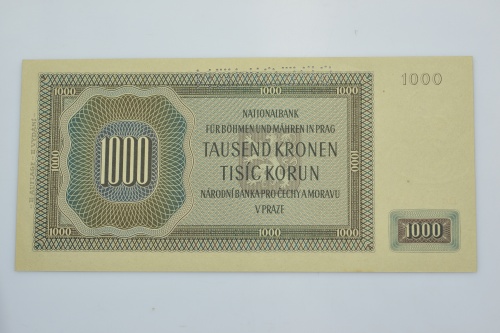 1000 1000 1000
NATIONALBANK
FÜR BÖHMEN UND MÄHREN IN PRAG
1000 1000 TAUSEND KRONEN 1000
TISÍC KORUN
NÁRODNÍ BANKA PRO ČECHY A MORAVU
V PRAZE
1000 1000 1000